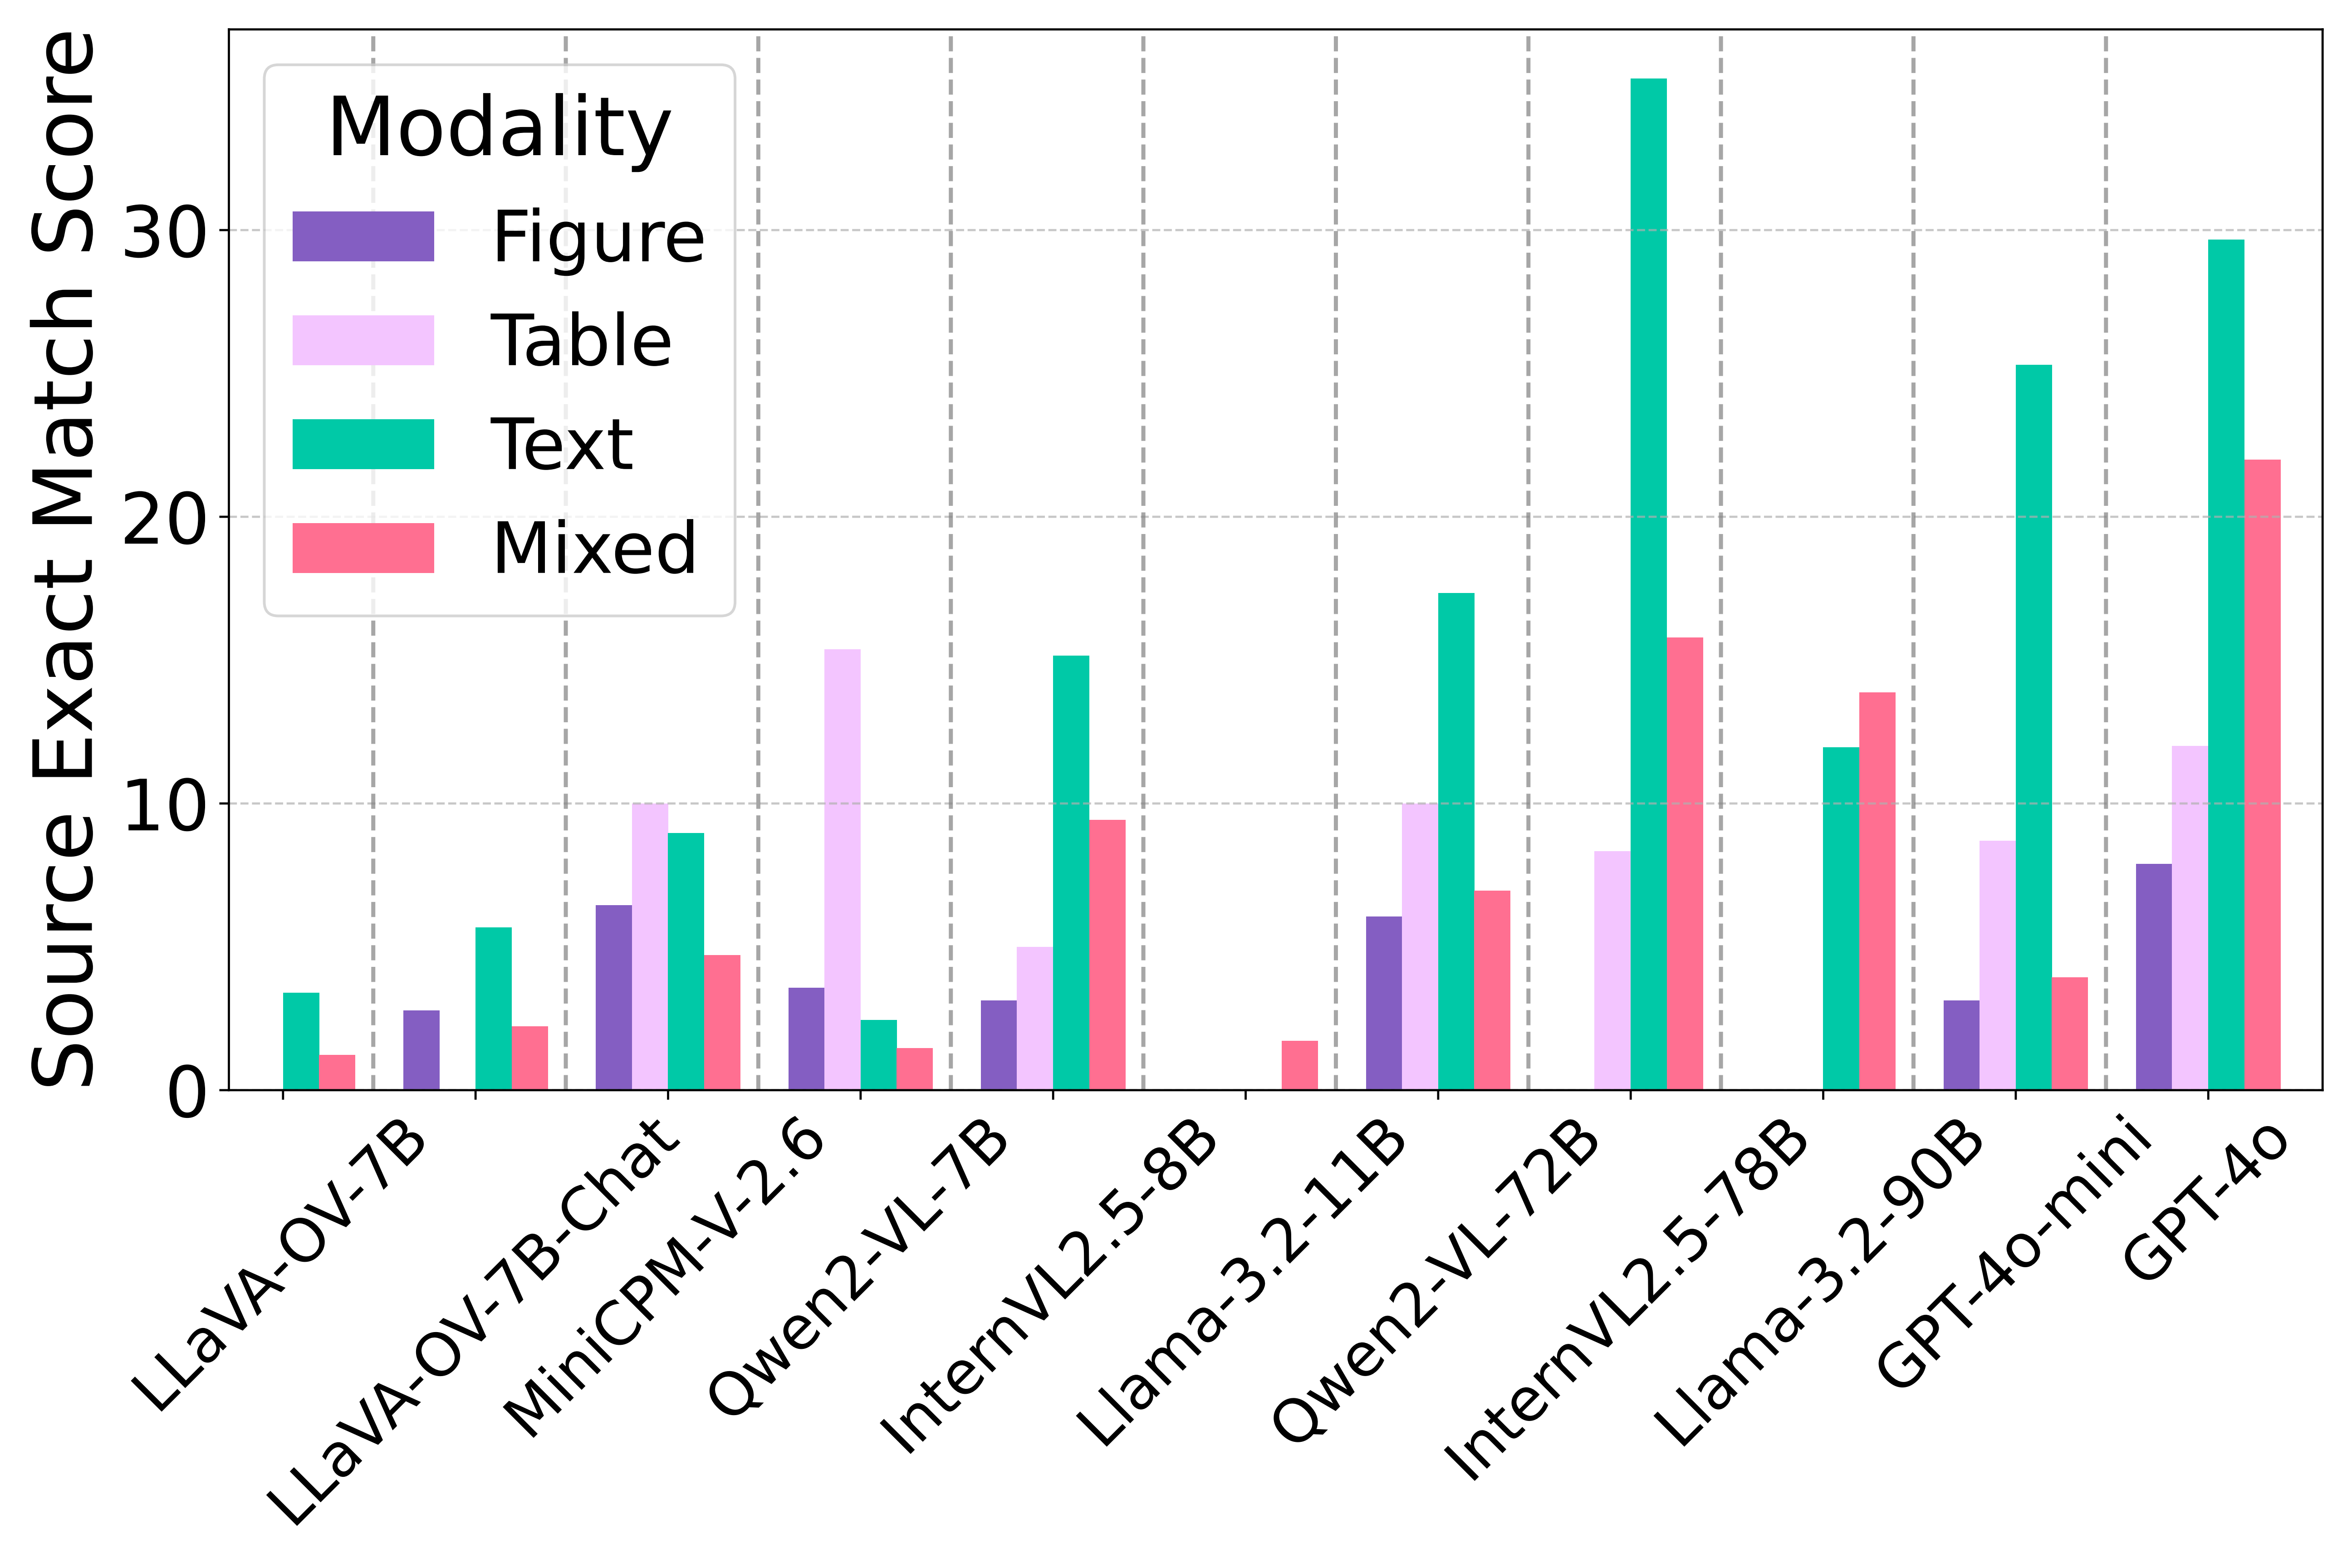 Source Exact Match Score
30
20
10
0
Modality
Figure
Table
Text
Mixed
LLaVA-OV-7B
LLaVA-OV-7B-Chat
MiniCPM-V-2.6
Qwen2-VL-7B
InternVL2.5-8B
Llama-3.2-11B
Qwen2-VL-72B
InternVL2.5-78B
Llama-3.2-90B
GPT-4o-mini
GPT-4o